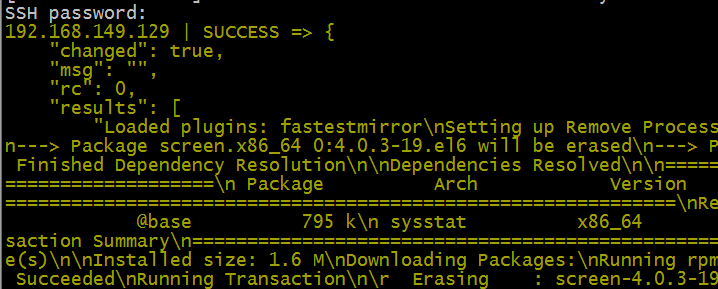 SSH password:
192.168.149.129 | SUCCESS => {
    "changed": true,
    "msg": "",
    "rc": 0,
    "results": [
        "Loaded plugins: fastestmirror\nSetting up Remove Process
n---> Package screen.x86_64 0:4.0.3-19.el6 will be erased\n---> P
 Finished Dependency Resolution\n\nDependencies Resolved\n\n=====
===================\n Package          Arch          Version
=============================================================\nRe
            @base          795 k\n sysstat          x86_64
saction Summary\n================================================
e(s)\n\nInstalled size: 1.6 M\nDownloading Packages:\nRunning rpm
 Succeeded\nRunning Transaction\n\r  Erasing    : screen-4.0.3-19